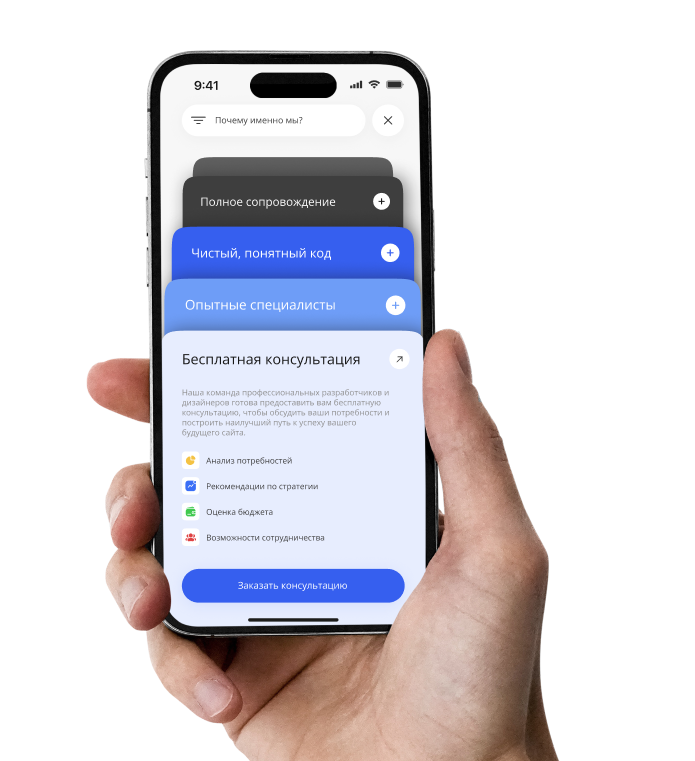 9:41
Почему именно мы?
Полное сопровождение
Чистый, понятный код
Опытные специалисты
Бесплатная консультация
Наша команда профессиональных разработчиков и
дизайнеров готова предоставить вам бесплатную
консультацию, чтобы обсудить ваши потребности и
построить наилучший путь к успеху вашего
будущего сайта.
Анализ потребностей
Рекомендации по стратегии
Оценка бюджета
Возможности сотрудничества
Заказать консультацию